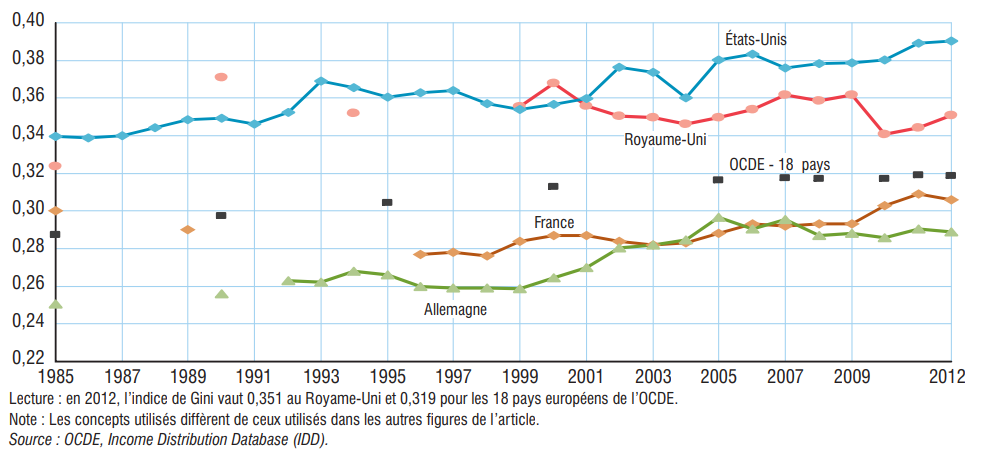 0,40
États-Unis
0,38
0,36
0,34
Royaume-Uni
OCDE - 18 pays
0,32
0,30
France
0,28
0,26
Allemagne
0,24
0,22
1985 1987 1989 1991 1993 1995 1997 1999 2001 2003 2005 2007 2009 2012
Lecture : en 2012, l’indice de Gini vaut 0,351 au Royame-Uni et 0,319 pour les 18 pays européens de l’OCDE.
Note : Les concepts utilisés diffèrent de ceux utilisés dans les autres figures de l’article.
Source : OCDE, Income Distribution Database (IDD).